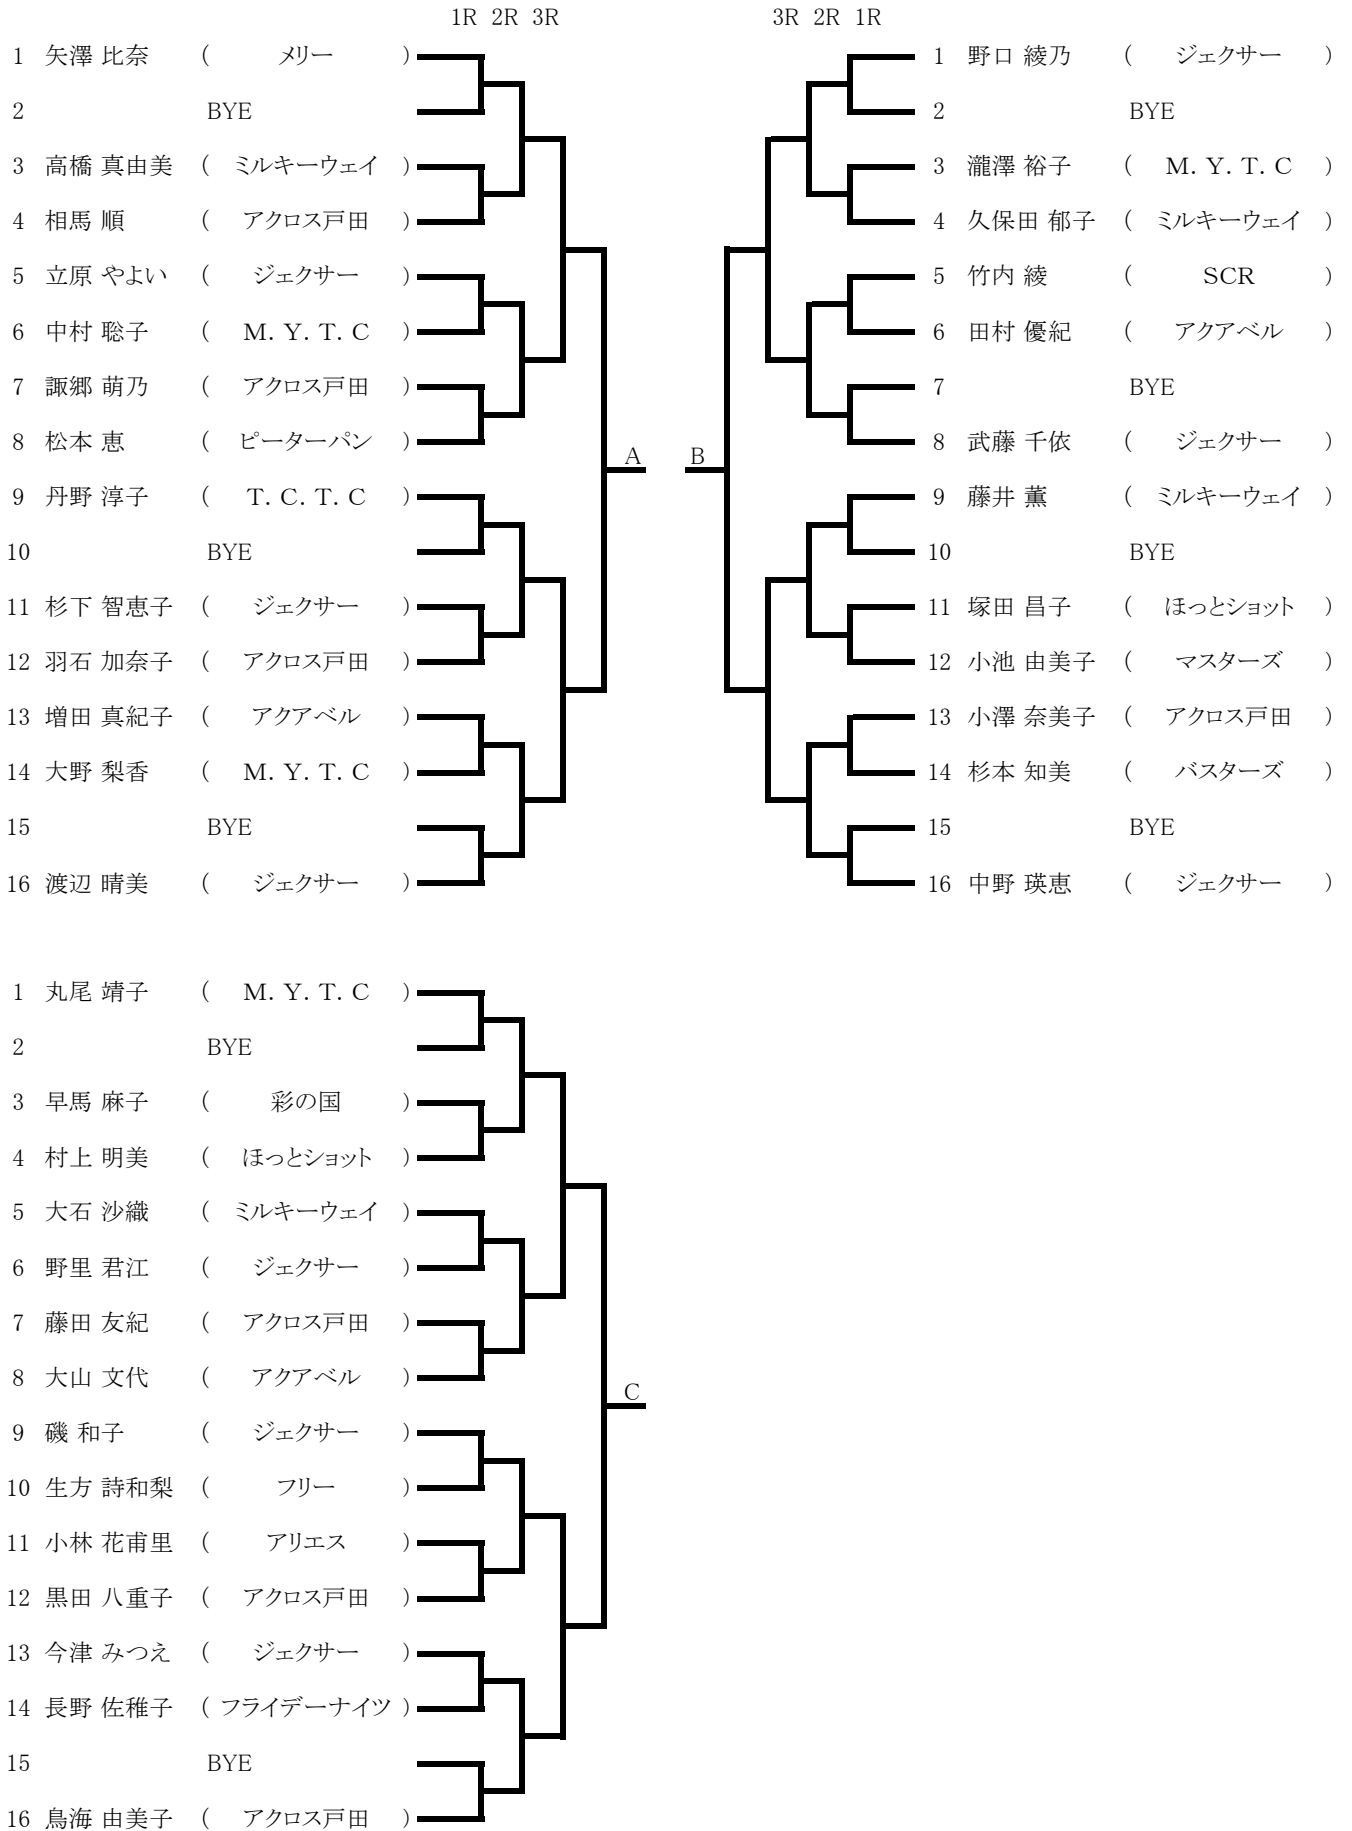 1R 2R 3R
1 矢澤 比奈 ( メリー )
2 BYE
3 高橋 真由美 ( ミルキーウェイ )
4 相馬 順 ( アクロス戸田 )
5 立原 やよい ( ジェクサー )
6 中村 聡子 ( M. Y. T. C )
7 諏郷 萌乃 ( アクロス戸田 )
8 松本 恵 ( ピーターパン )
A
9 丹野 淳子 ( T. C. T. C )
10 BYE
11 杉下 智恵子 ( ジェクサー )
12 羽石 加奈子 ( アクロス戸田 )
13 増田 真紀子 ( アクアベル )
14 大野 梨香 ( M. Y. T. C )
15 BYE
16 渡辺 晴美 ( ジェクサー )
3R 2R 1R
1 野口 綾乃 ( ジェクサー )
2 BYE
3 瀧澤 裕子 ( M. Y. T. C )
4 久保田 郁子 ( ミルキーウェイ )
5 竹内 綾 ( SCR )
6 田村 優紀 ( アクアベル )
7 BYE
8 武藤 千依 ( ジェクサー )
B
9 藤井 薫 ( ミルキーウェイ )
10 BYE
11 塚田 昌子 ( ほっとショット )
12 小池 由美子 ( マスターズ )
13 小澤 奈美子 ( アクロス戸田 )
14 杉本 知美 ( バスターズ )
15 BYE
16 中野 瑛恵 ( ジェクサー )
1 丸尾 靖子 ( M. Y. T. C )
2 BYE
3 早馬 麻子 ( 彩の国 )
4 村上 明美 ( ほっとショット )
5 大石 沙織 ( ミルキーウェイ )
6 野里 君江 ( ジェクサー )
7 藤田 友紀 ( アクロス戸田 )
8 大山 文代 ( アクアベル )
C
9 磯 和子 ( ジェクサー )
10 生方 詩和梨 ( フリー )
11 小林 花甫里 ( アリエス )
12 黒田 八重子 ( アクロス戸田 )
13 今津 みつえ ( ジェクサー )
14 長野 佐稚子 ( フライデーナイツ )
15 BYE
16 鳥海 由美子 ( アクロス戸田 )